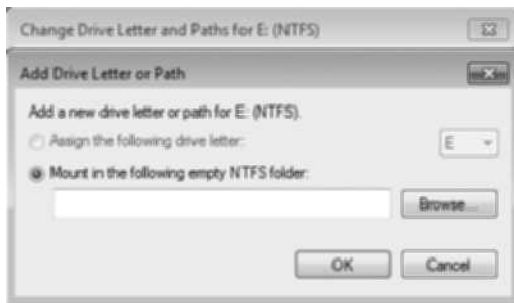 Change Drive Letter and Paths for E: (NTFS)
Add Drive Letter or Path
Add a new drive letter or path for E: (NTFS).
Assign the following drive letter:
E
Mount in the following empty NTFS folder:
Browse...
OK
Cancel